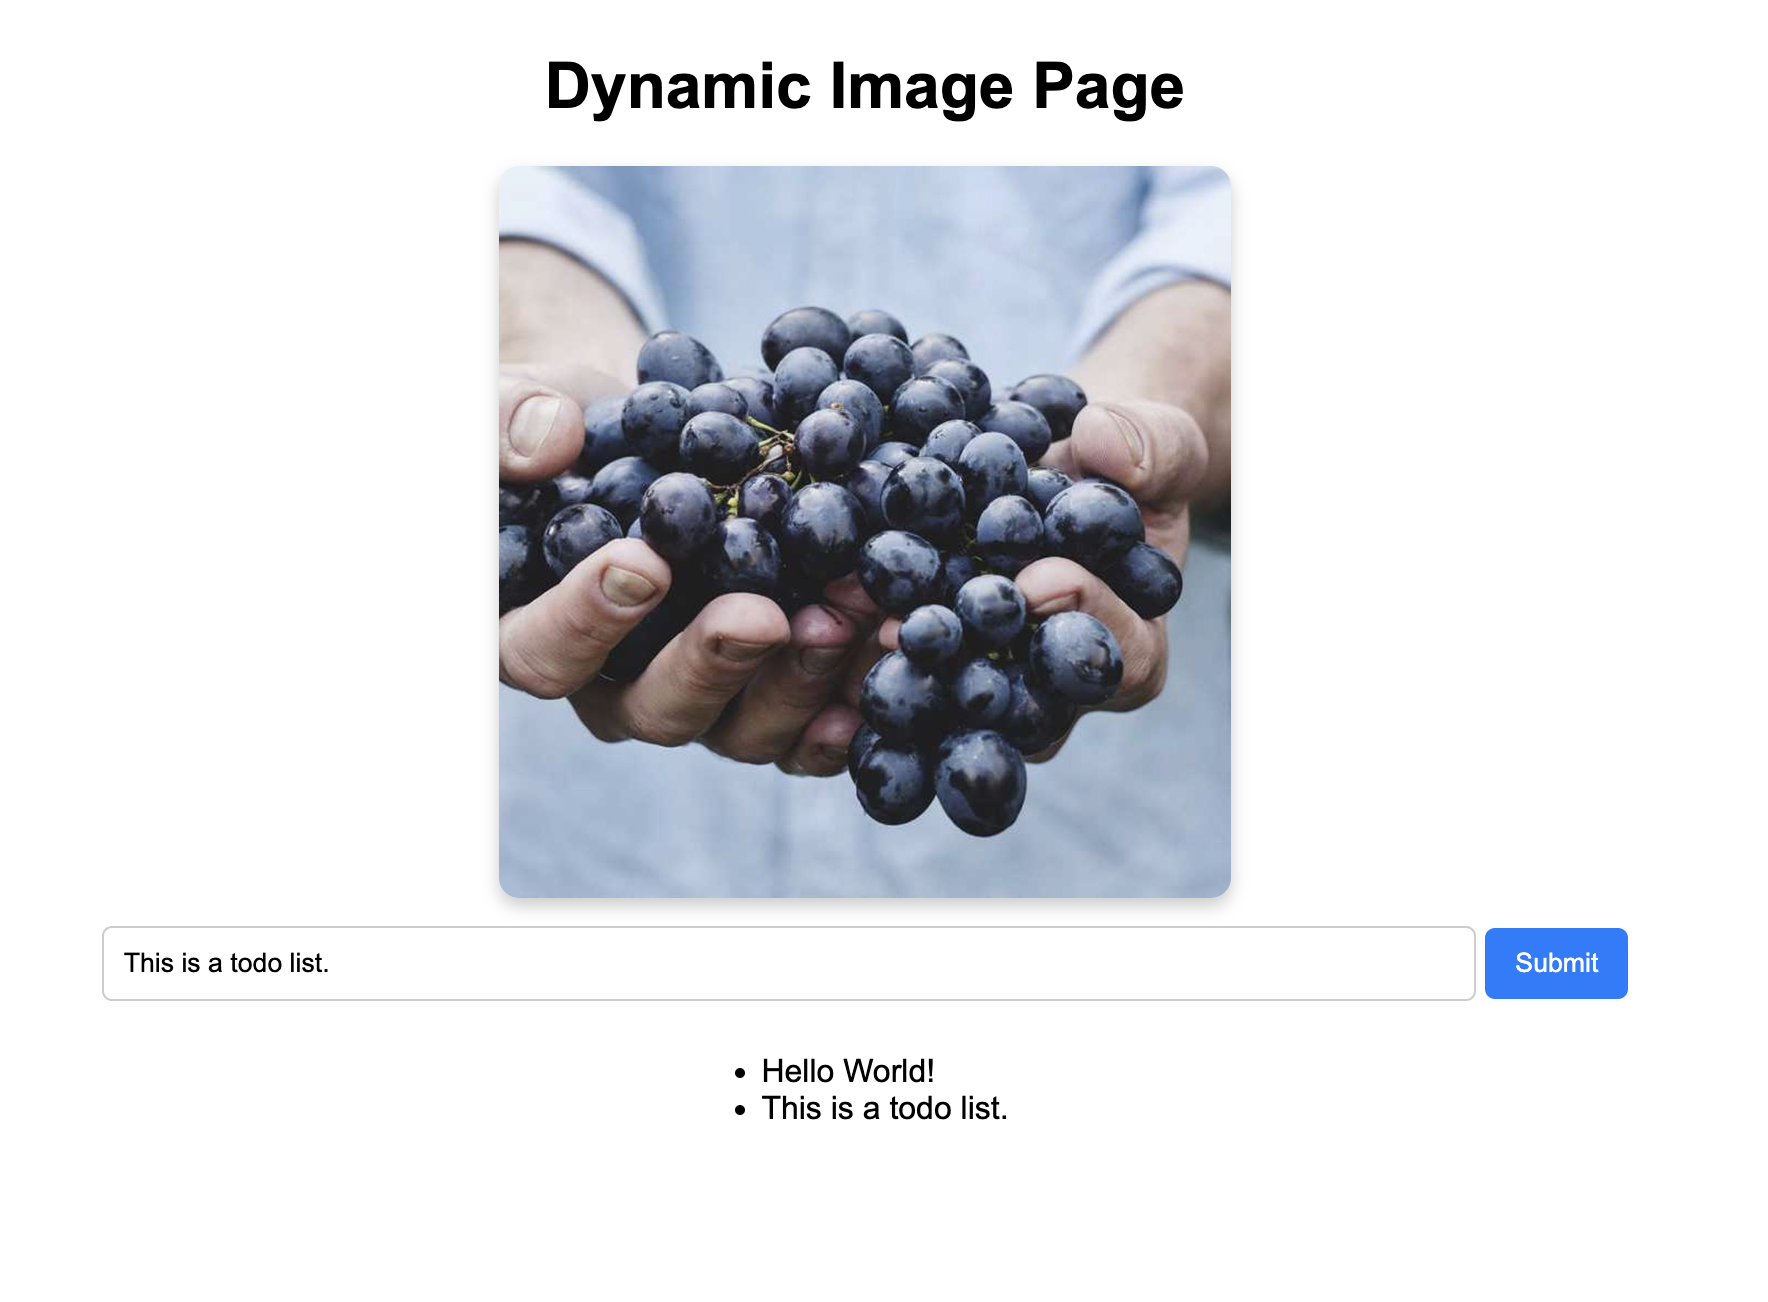 Dynamic Image Page
This is a todo list.
Submit
Hello World!
This is a todo list.